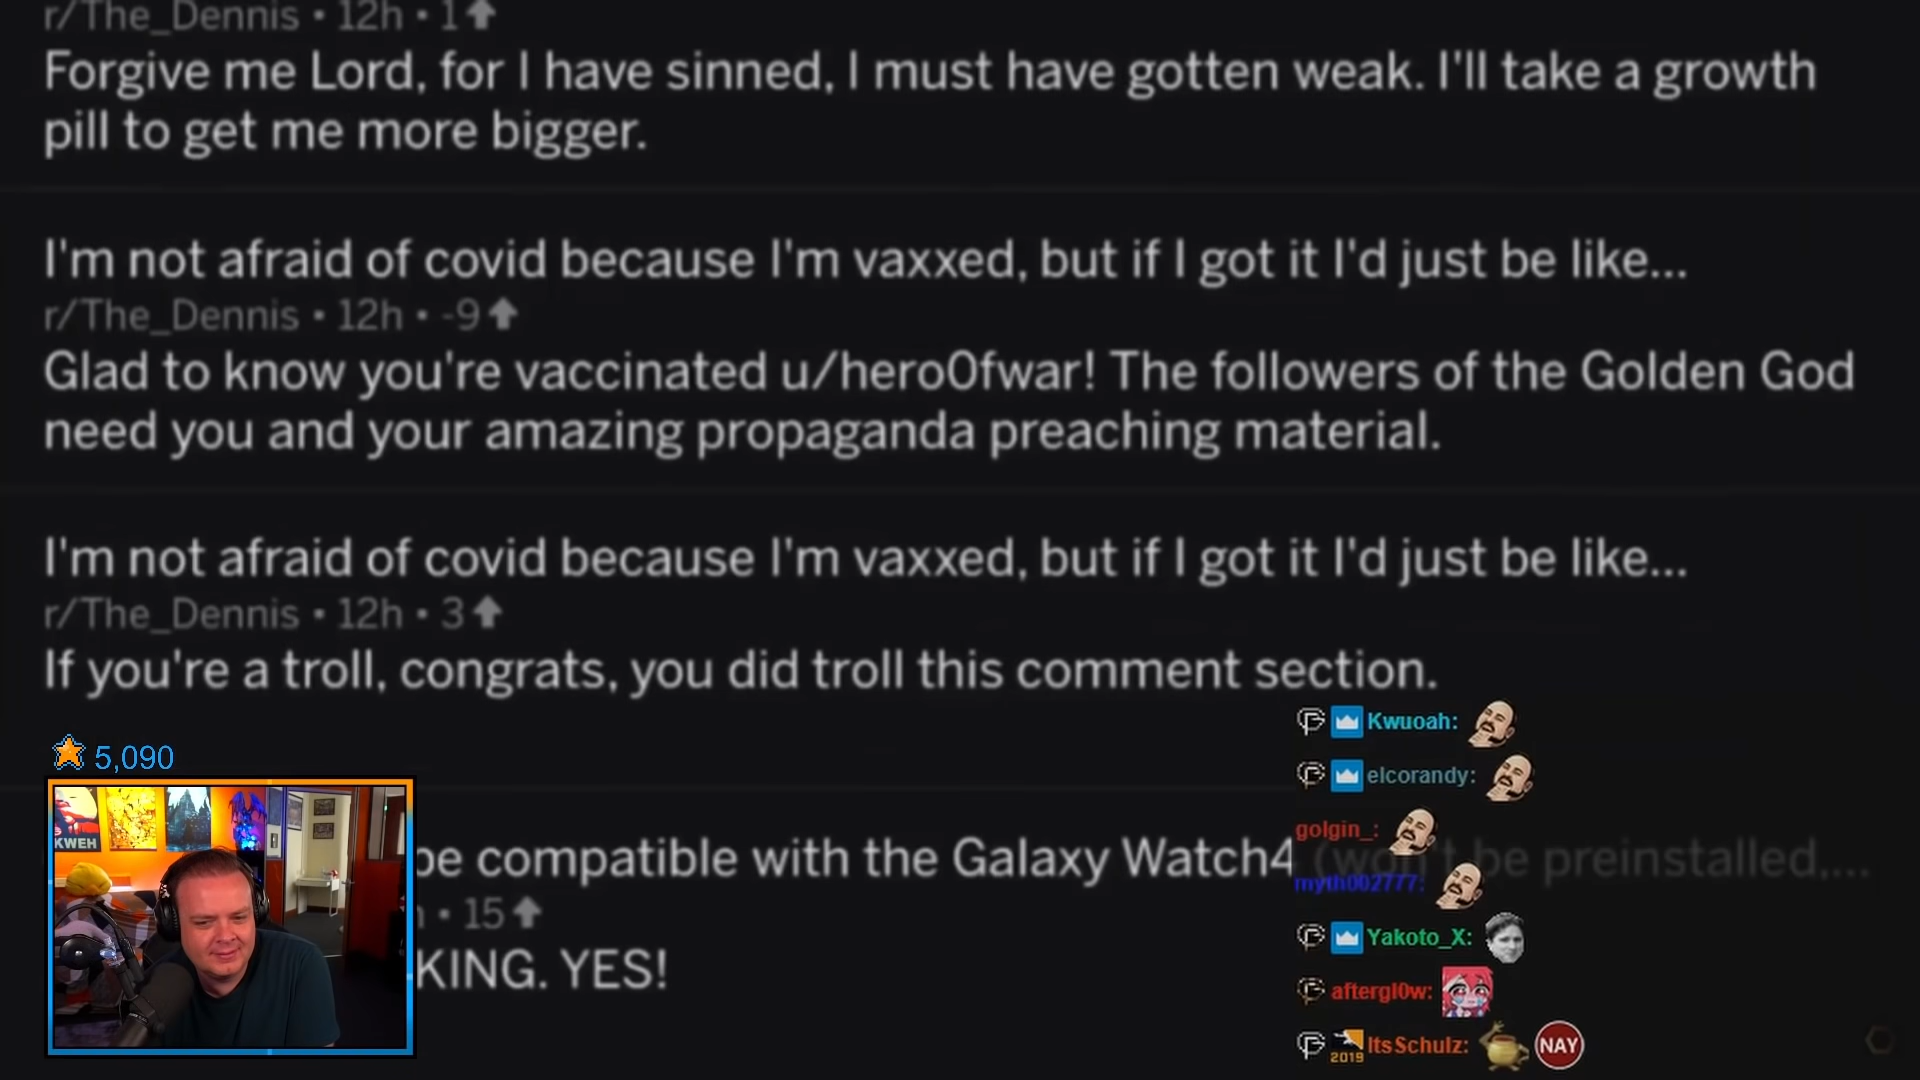 r/The_Dennis • 12h • 1
Forgive me Lord, for I have sinned, I must have gotten weak. I'll take a growth
pill to get me more bigger.
I'm not afraid of covid because I'm vaxxed, but if I got it I'd just be like...
r/The_Dennis • 12h • -9
Glad to know you're vaccinated u/hero0fwar! The followers of the Golden God
need you and your amazing propaganda preaching material.
I'm not afraid of covid because I'm vaxxed, but if I got it I'd just be like...
r/The_Dennis • 12h • 3
If you're a troll, congrats, you did troll this comment section.
5,090
KWEH
be compatible with the Galaxy Watch4 (won't be preinstalled,...
• 15
KING. YES!
Kwuoah:
elcorandy:
golgin_:
myth002777:
Yakoto_X:
aftergl0w:
2019 ItsSchulz: NAY